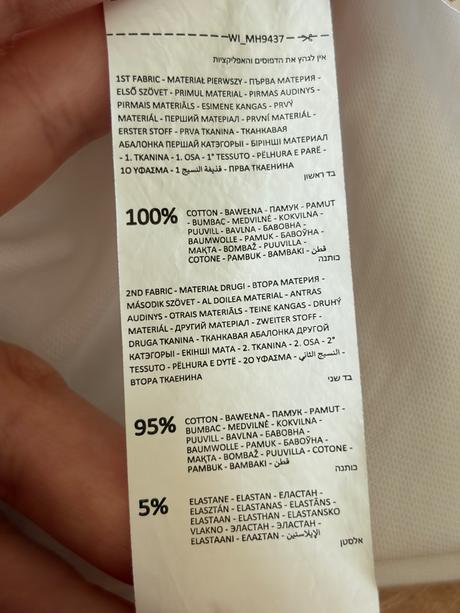 WI_MH9437
אין לגהץ את הדפוסים והאפליקציות
1ST FABRIC - MATERIAŁ PIERWSZY - ПЪРВА МАТЕРИЯ -
ELSŐ SZÖVET - PRIMUL MATERIAL - PIRMAS AUDINYS -
PIRMAIS MATERIĀLS - ESIMENE KANGAS - PRVÝ
MATERIÁL - ПЕРШИЙ МАТЕРІАЛ - PRVNÍ MATERIÁL -
ERSTER STOFF - PRVA TKANINA - ТКАНКАВАЯ
АБАЛОНКА ПЕРШАЙ КАТЭГОРЫІ - БІРІНШІ МАТЕРИАЛ
- 1. TKANINA - 1. OSA - 1° TESSUTO - PËLHURA E PARË -
1Ο ΥΦΑΣΜΑ - قذيفة النسيج 1 - ПРВА ТКАЕНИНА
בד ראשון
100% COTTON - BAWEŁNA - ПАМУК - PAMUT
- BUMBAC - MEDVILNĖ - KOKVILNA -
PUUVILL - BAVLNA - БАВОВНА -
BAUMWOLLE - PAMUK - БАВОЎНА -
МАҚТА - BOMBAŽ - PUUVILLA -
COTONE - PAMBUK - BAMBAKI - قطن
כותנה
2ND FABRIC - MATERIAŁ DRUGI - ВТОРА МАТЕРИЯ -
MÁSODIK SZÖVET - AL DOILEA MATERIAL - ANTRAS
AUDINYS - OTRAIS MATERIĀLS - TEINE KANGAS - DRUHÝ
MATERIÁL - ДРУГИЙ МАТЕРІАЛ - ZWEITER STOFF -
DRUGA TKANINA - ТКАНКАВАЯ АБАЛОНКА ДРУГОЙ
КАТЭГОРЫІ - ЕКІНШІ МАТА - 2. TKANINA - 2. OSA - 2°
TESSUTO - PËLHURA E DYTË - 2Ο ΥΦΑΣΜΑ - النسيج الثاني -
ВТОРА ТКАЕНИНА
בד שני
95% COTTON - BAWEŁNA - ПАМУК - PAMUT -
BUMBAC - MEDVILNĖ - KOKVILNA -
PUUVILL - BAVLNA - БАВОВНА -
BAUMWOLLE - PAMUK - БАВОЎНА -
МАҚТА - BOMBAŽ - PUUVILLA - COTONE -
PAMBUK - BAMBAKI - قطن
כותנה
5% ELASTANE - ELASTAN - ЕЛАСТАН -
ELASZTÁN - ELASTANAS - ELASTĀNS -
ELASTAAN - ELASTHAN - ELASTANSKO
VLAKNO - ЭЛАСТАН - ЭЛАСТАН -
ELASTAANI - ΕΛΑΣΤΑΝ - الإيلاستين
אלסטן